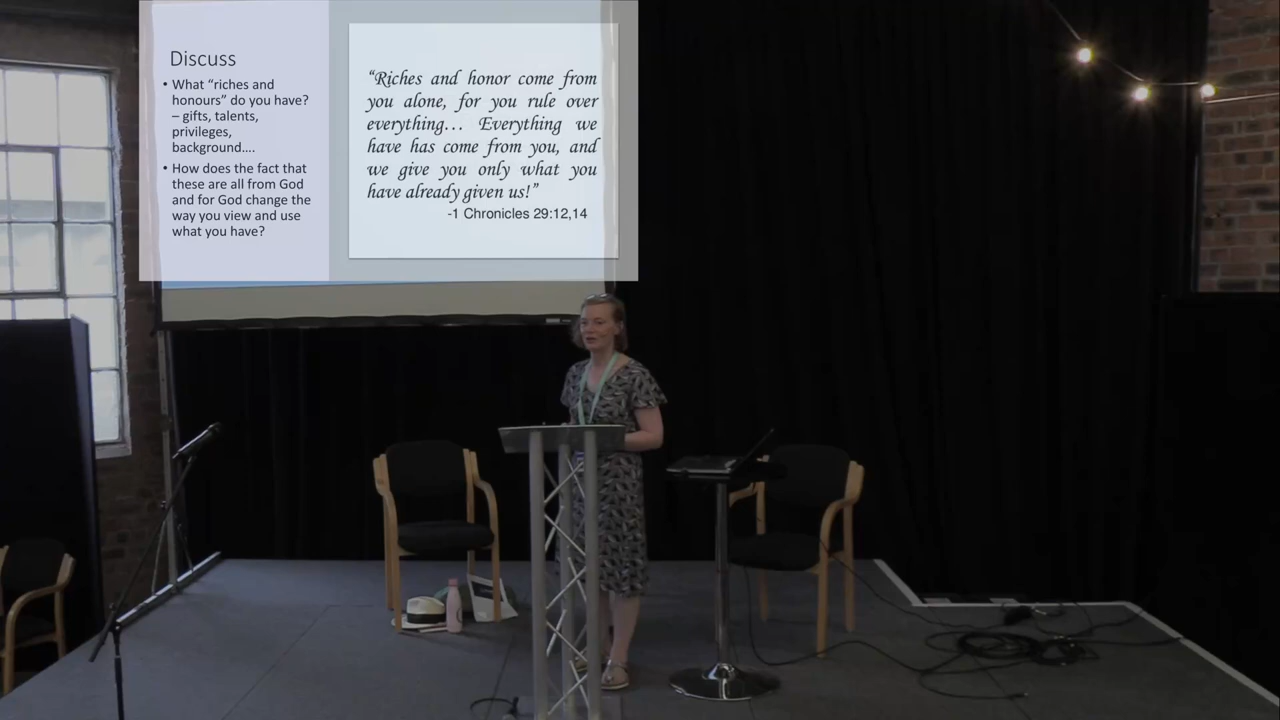 Discuss
• What “riches and
honours” do you have?
– gifts, talents,
privileges,
background….
• How does the fact that
these are all from God
and for God change the
way you view and use
what you have?
“Riches and honor come from
you alone, for you rule over
everything… Everything we
have has come from you, and
we give you only what you
have already given us!”
-1 Chronicles 29:12,14